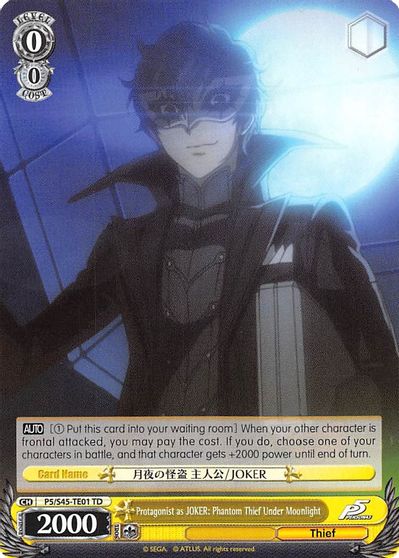 LEVEL
0
0
COST
AUTO [① Put this card into your waiting room] When your other character is
frontal attacked, you may pay the cost. If you do, choose one of your
characters in battle, and that character gets +2000 power until end of turn.
Card Name 月夜の怪盗 主人公/JOKER
CH P5/S45-TE01 TD
Protagonist as JOKER: Phantom Thief Under Moonlight
P5
2000
Thief
© SEGA. © ATLUS. All rights reserved.